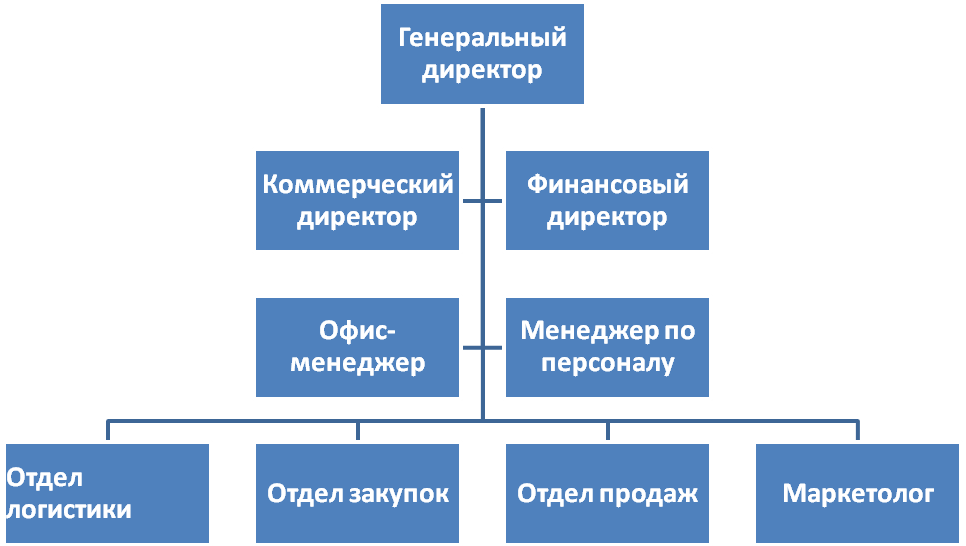 Генеральный
директор
Коммерческий
директор
Финансовый
директор
Офис-
менеджер
Менеджер по
персоналу
Отдел
логистики
Отдел закупок
Отдел продаж
Маркетолог